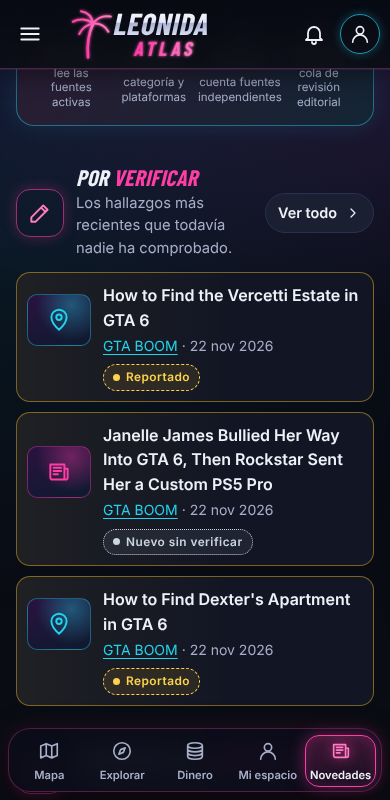 LEONIDA
ATLAS
lee las
fuentes
activas
categoría y
plataformas
cuenta fuentes
independientes
cola de
revisión
editorial
POR VERIFICAR
Los hallazgos más
recientes que todavía
nadie ha comprobado.
Ver todo
How to Find the Vercetti Estate in
GTA 6
GTA BOOM · 22 nov 2026
Reportado
Janelle James Bullied Her Way
Into GTA 6, Then Rockstar Sent
Her a Custom PS5 Pro
GTA BOOM · 22 nov 2026
Nuevo sin verificar
How to Find Dexter's Apartment
in GTA 6
GTA BOOM · 22 nov 2026
Reportado
Mapa
Explorar
Dinero
Mi espacio
Novedades